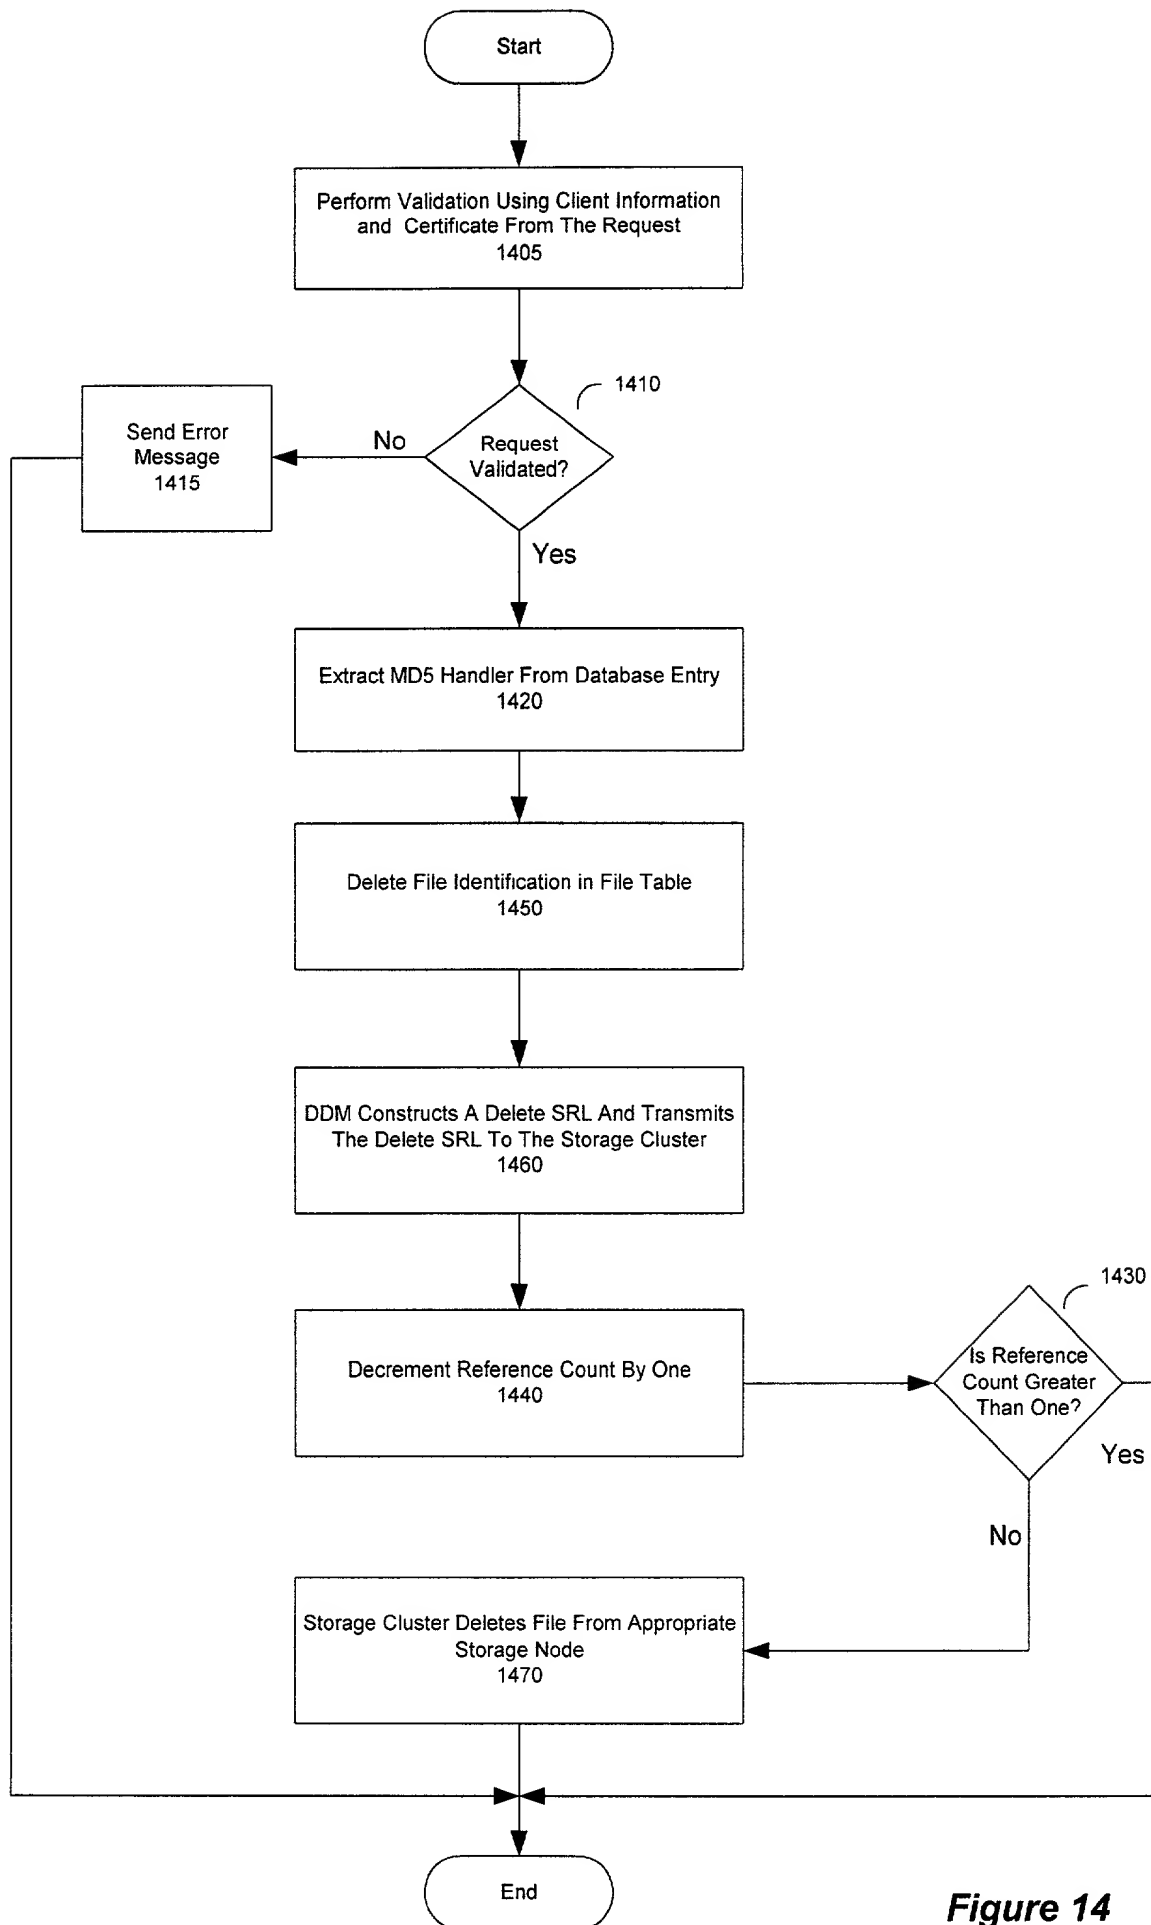 Start
Perform Validation Using Client Information
and Certificate From The Request
1405
1410
Request
Validated?
No
Send Error
Message
1415
Yes
Extract MD5 Handler From Database Entry
1420
Delete File Identification in File Table
1450
DDM Constructs A Delete SRL And Transmits
The Delete SRL To The Storage Cluster
1460
Decrement Reference Count By One
1440
1430
Is Reference
Count Greater
Than One?
Yes
No
Storage Cluster Deletes File From Appropriate
Storage Node
1470
End
Figure 14